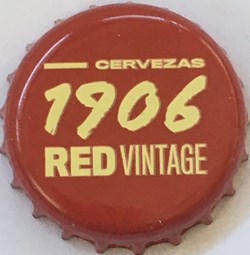 CERVEZAS
1906
RED VINTAGE